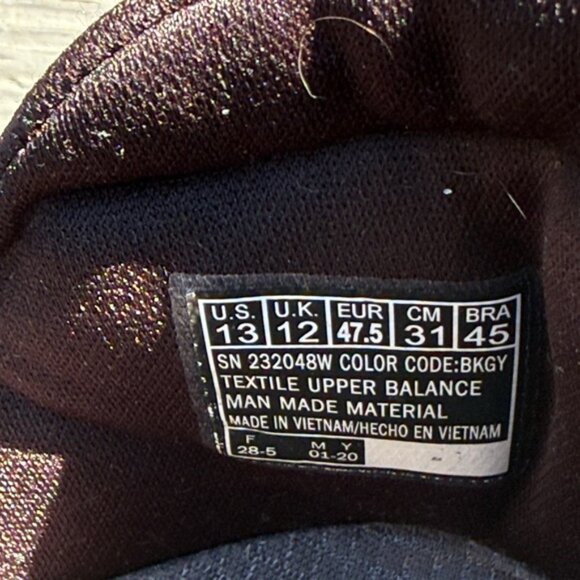 U.S. U.K. EUR CM BRA
13 12 47.5 31 45
SN 232048W COLOR CODE:BKGY
TEXTILE UPPER BALANCE
MAN MADE MATERIAL
MADE IN VIETNAM/HECHO EN VIETNAM
F M Y
28-5 01-20